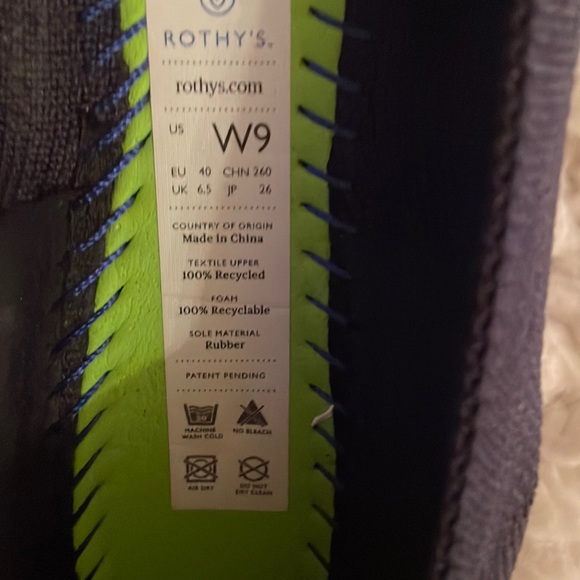 ROTHY'S.
rothys.com
US W9
EU 40 CHN 260
UK 6.5 JP 26
COUNTRY OF ORIGIN
Made in China
TEXTILE UPPER
100% Recycled
FOAM
100% Recyclable
SOLE MATERIAL
Rubber
PATENT PENDING
MACHINE WASH COLD NO BLEACH
AIR DRY DO NOT DRY CLEAN